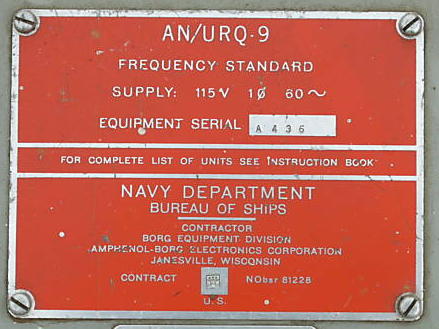 AN/URQ-9
FREQUENCY STANDARD
SUPPLY: 115V 1Ø 60~
EQUIPMENT SERIAL A 436
FOR COMPLETE LIST OF UNITS SEE INSTRUCTION BOOK
NAVY DEPARTMENT
BUREAU OF SHIPS
CONTRACTOR
BORG EQUIPMENT DIVISION
AMPHENOL-BORG ELECTRONICS CORPORATION
JANESVILLE, WISCONSIN
CONTRACT NObsr 81228
U.S.